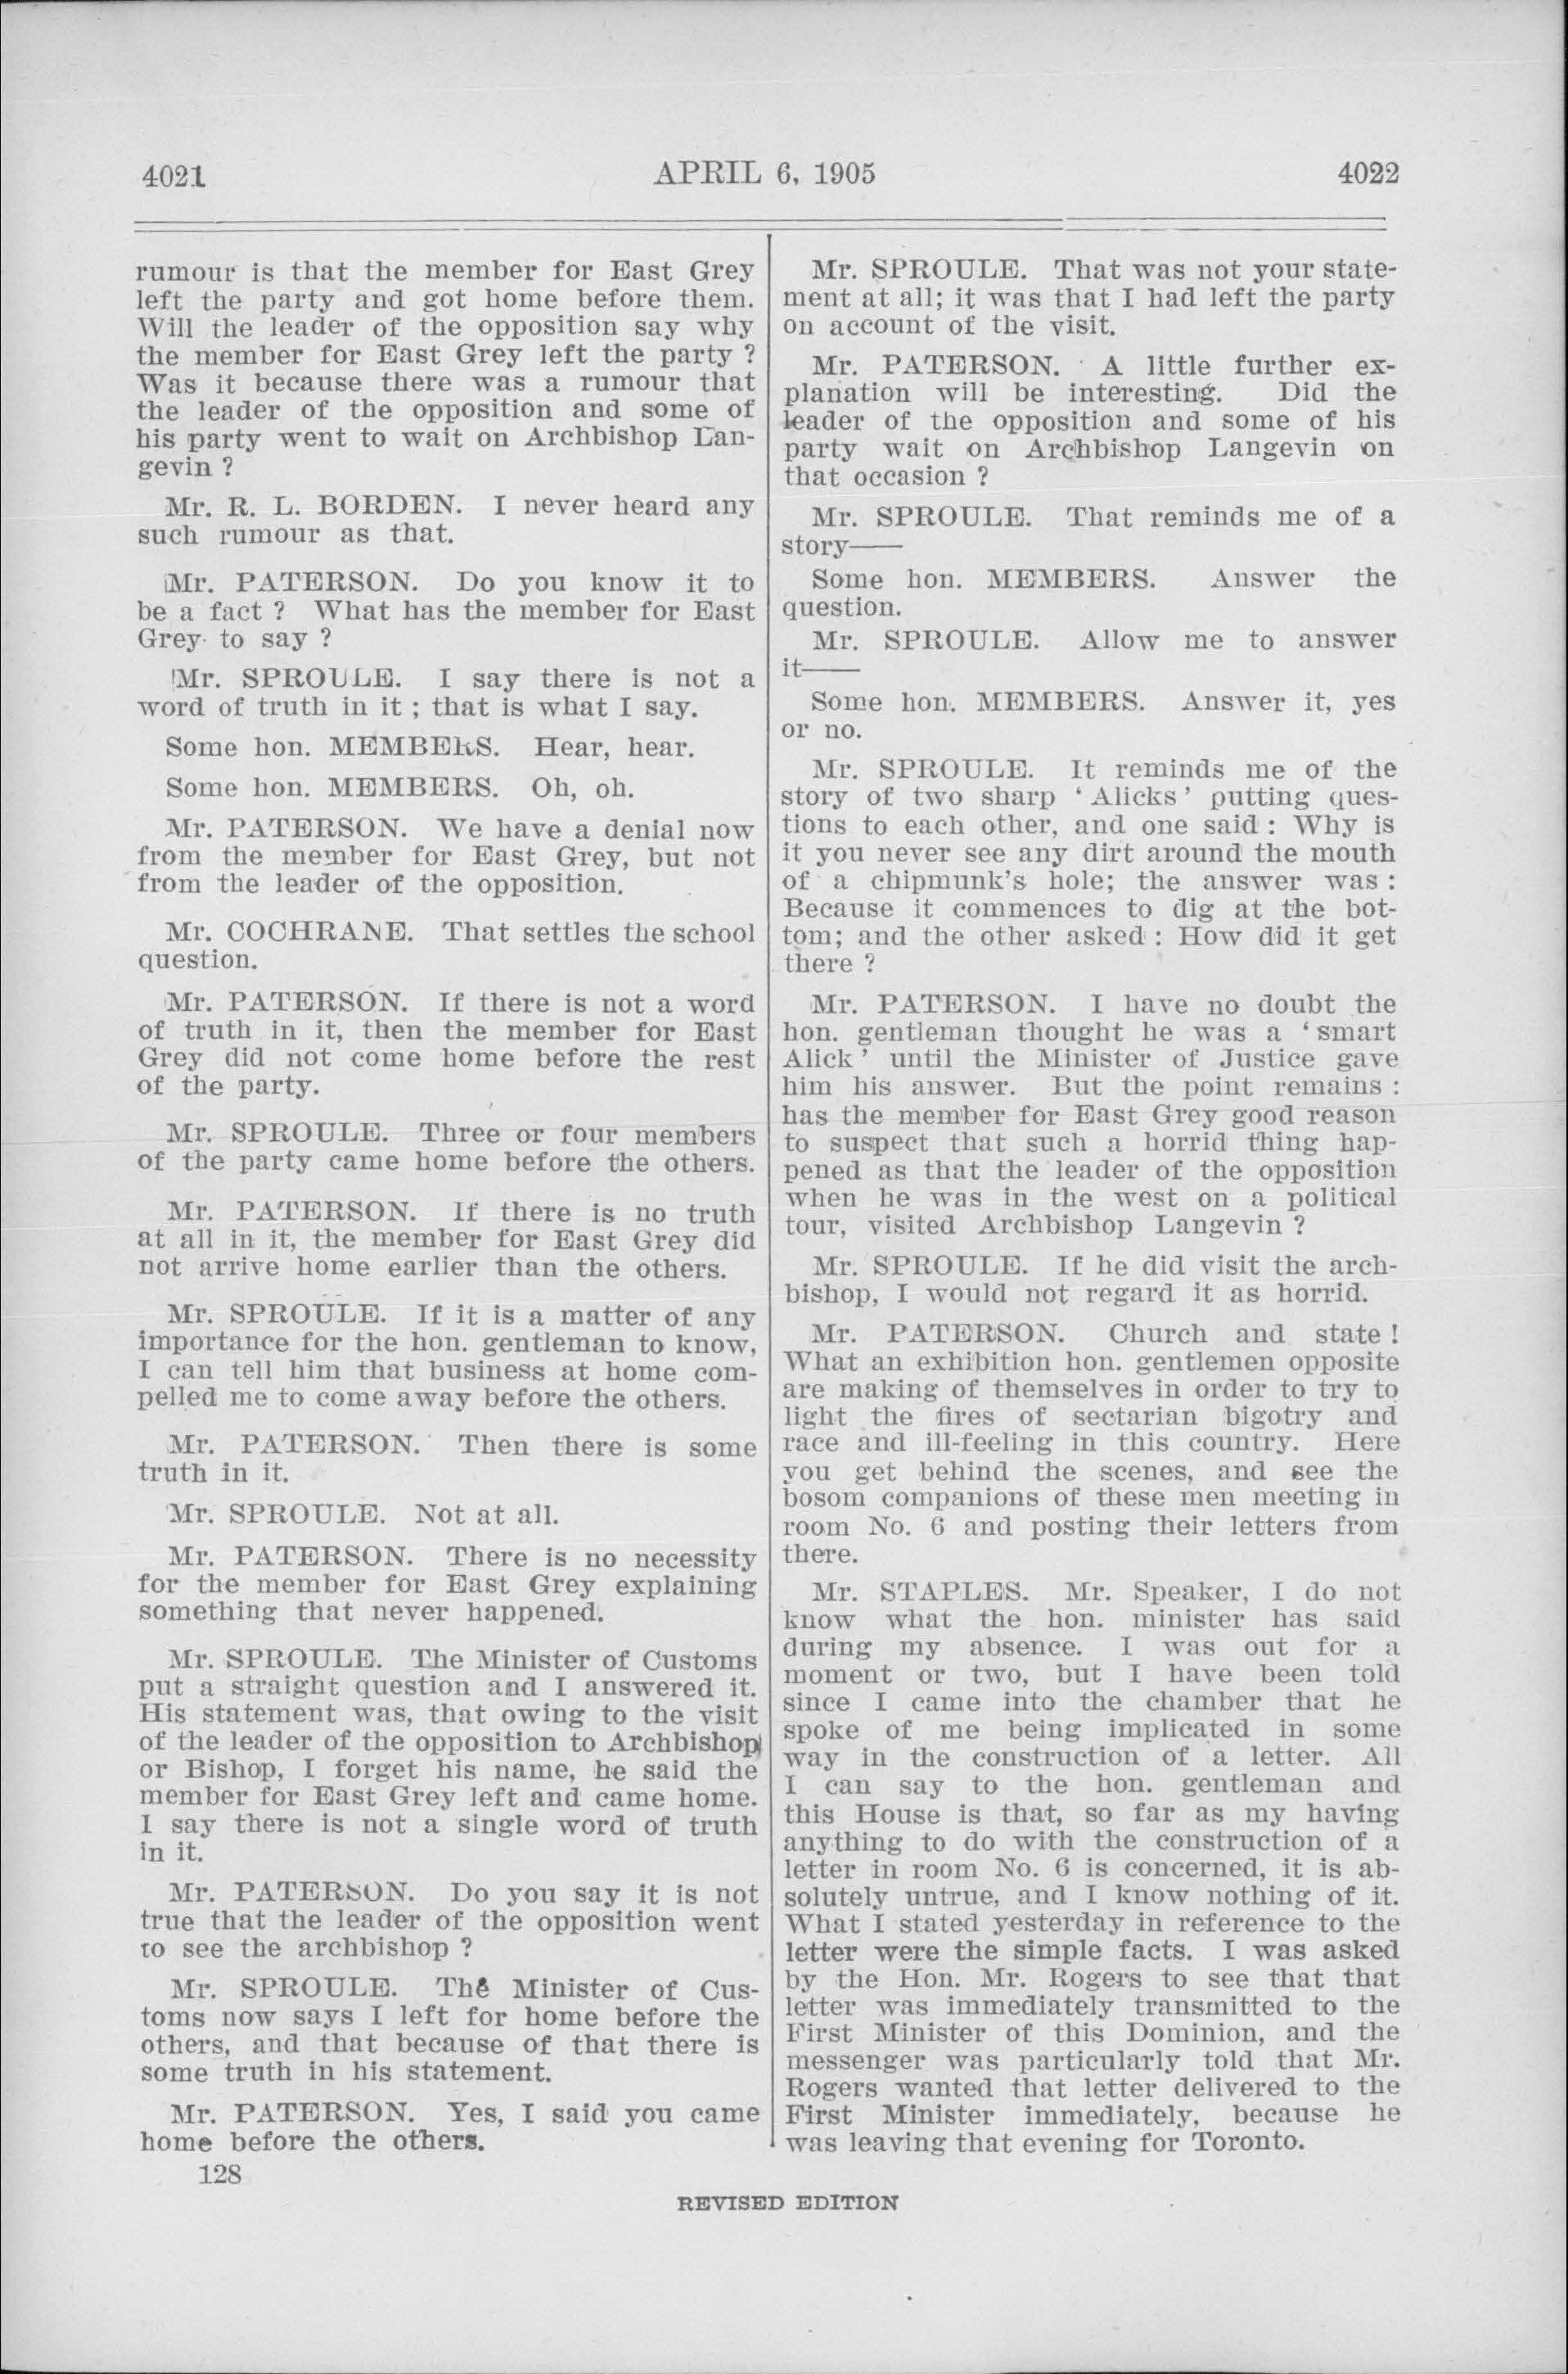 4021
APRIL 6, 1905
4022
rumour is that the member for East Grey
left the party and got home before them.
Will the leader of the opposition say why
the member for East Grey left the party ?
Was it because there was a rumour that
the leader of the opposition and some of
his party went to wait on Archbishop Lan-
gevin ?
Mr. R. L. BORDEN. I never heard any
such rumour as that.
Mr. PATERSON. Do you know it to
be a fact ? What has the member for East
Grey to say ?
Mr. SPROULE. I say there is not a
word of truth in it ; that is what I say.
Some hon. MEMBERS. Hear, hear.
Some hon. MEMBERS. Oh, oh.
Mr. PATERSON. We have a denial now
from the member for East Grey, but not
from the leader of the opposition.
Mr. COCHRANE. That settles the school
question.
Mr. PATERSON. If there is not a word
of truth in it, then the member for East
Grey did not come home before the rest
of the party.
Mr. SPROULE. Three or four members
of the party came home before the others.
Mr. PATERSON. If there is no truth
at all in it, the member for East Grey did
not arrive home earlier than the others.
Mr. SPROULE. If it is a matter of any
importance for the hon. gentleman to know,
I can tell him that business at home com-
pelled me to come away before the others.
Mr. PATERSON. Then there is some
truth in it.
Mr. SPROULE. Not at all.
Mr. PATERSON. There is no necessity
for the member for East Grey explaining
something that never happened.
Mr. SPROULE. The Minister of Customs
put a straight question and I answered it.
His statement was, that owing to the visit
of the leader of the opposition to Archbishop
or Bishop, I forget his name, he said the
member for East Grey left and came home.
I say there is not a single word of truth
in it.
Mr. PATERSON. Do you say it is not
true that the leader of the opposition went
to see the archbishop ?
Mr. SPROULE. The Minister of Cus-
toms now says I left for home before the
others, and that because of that there is
some truth in his statement.
Mr. PATERSON. Yes, I said you came
home before the others.
128
Mr. SPROULE. That was not your state-
ment at all; it was that I had left the party
on account of the visit.
Mr. PATERSON. A little further ex-
planation will be interesting. Did the
leader of the opposition and some of his
party wait on Archbishop Langevin on
that occasion ?
Mr. SPROULE. That reminds me of a
story——
Some hon. MEMBERS. Answer the
question.
Mr. SPROULE. Allow me to answer
it——
Some hon. MEMBERS. Answer it, yes
or no.
Mr. SPROULE. It reminds me of the
story of two sharp ‘ Alicks ’ putting ques-
tions to each other, and one said : Why is
it you never see any dirt around the mouth
of a chipmunk's hole; the answer was :
Because it commences to dig at the bot-
tom; and the other asked : How did it get
there ?
Mr. PATERSON. I have no doubt the
hon. gentleman thought he was a ‘ smart
Alick ’ until the Minister of Justice gave
him his answer. But the point remains :
has the member for East Grey good reason
to suspect that such a horrid thing hap-
pened as that the leader of the opposition
when he was in the west on a political
tour, visited Archbishop Langevin ?
Mr. SPROULE. If he did visit the arch-
bishop, I would not regard it as horrid.
Mr. PATERSON. Church and state !
What an exhibition hon. gentlemen opposite
are making of themselves in order to try to
light the fires of sectarian bigotry and
race and ill-feeling in this country. Here
you get behind the scenes, and see the
bosom companions of these men meeting in
room No. 6 and posting their letters from
there.
Mr. STAPLES. Mr. Speaker, I do not
know what the hon. minister has said
during my absence. I was out for a
moment or two, but I have been told
since I came into the chamber that he
spoke of me being implicated in some
way in the construction of a letter. All
I can say to the hon. gentleman and
this House is that, so far as my having
anything to do with the construction of a
letter in room No. 6 is concerned, it is ab-
solutely untrue, and I know nothing of it.
What I stated yesterday in reference to the
letter were the simple facts. I was asked
by the Hon. Mr. Rogers to see that that
letter was immediately transmitted to the
First Minister of this Dominion, and the
messenger was particularly told that Mr.
Rogers wanted that letter delivered to the
First Minister immediately, because he
was leaving that evening for Toronto.
REVISED EDITION